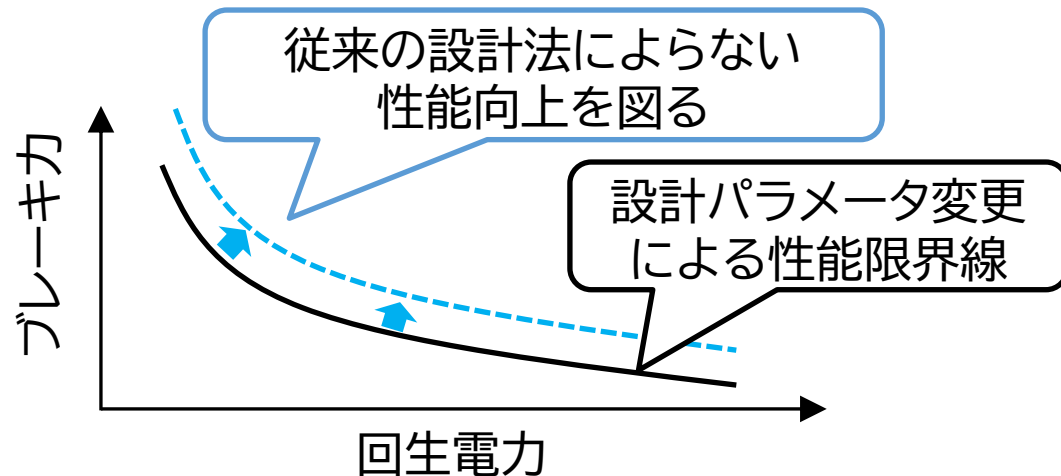 従来の設計法によらない
性能向上を図る
設計パラメータ変更
による性能限界線
ブレーキ力
回生電力